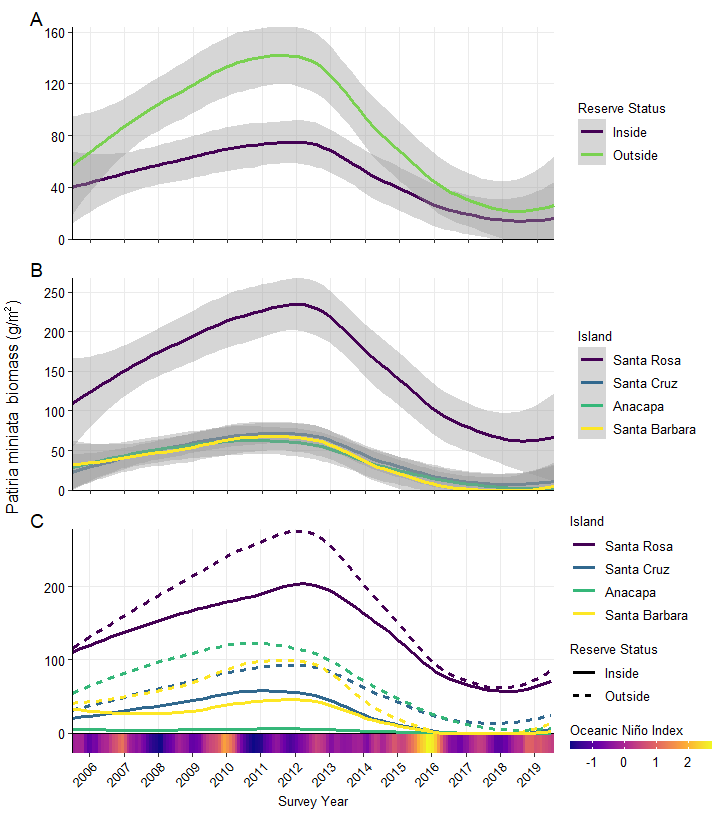 A
160
120
80
40
0
Reserve Status
Inside
Outside
B
250
200
150
100
50
0
Island
Santa Rosa
Santa Cruz
Anacapa
Santa Barbara
Patiria miniata biomass (g/m²)
C
200
100
0
Island
Santa Rosa
Santa Cruz
Anacapa
Santa Barbara
Reserve Status
Inside
Outside
Oceanic Niño Index
-1 0 1 2
2006 2007 2008 2009 2010 2011 2012 2013 2014 2015 2016 2017 2018 2019
Survey Year